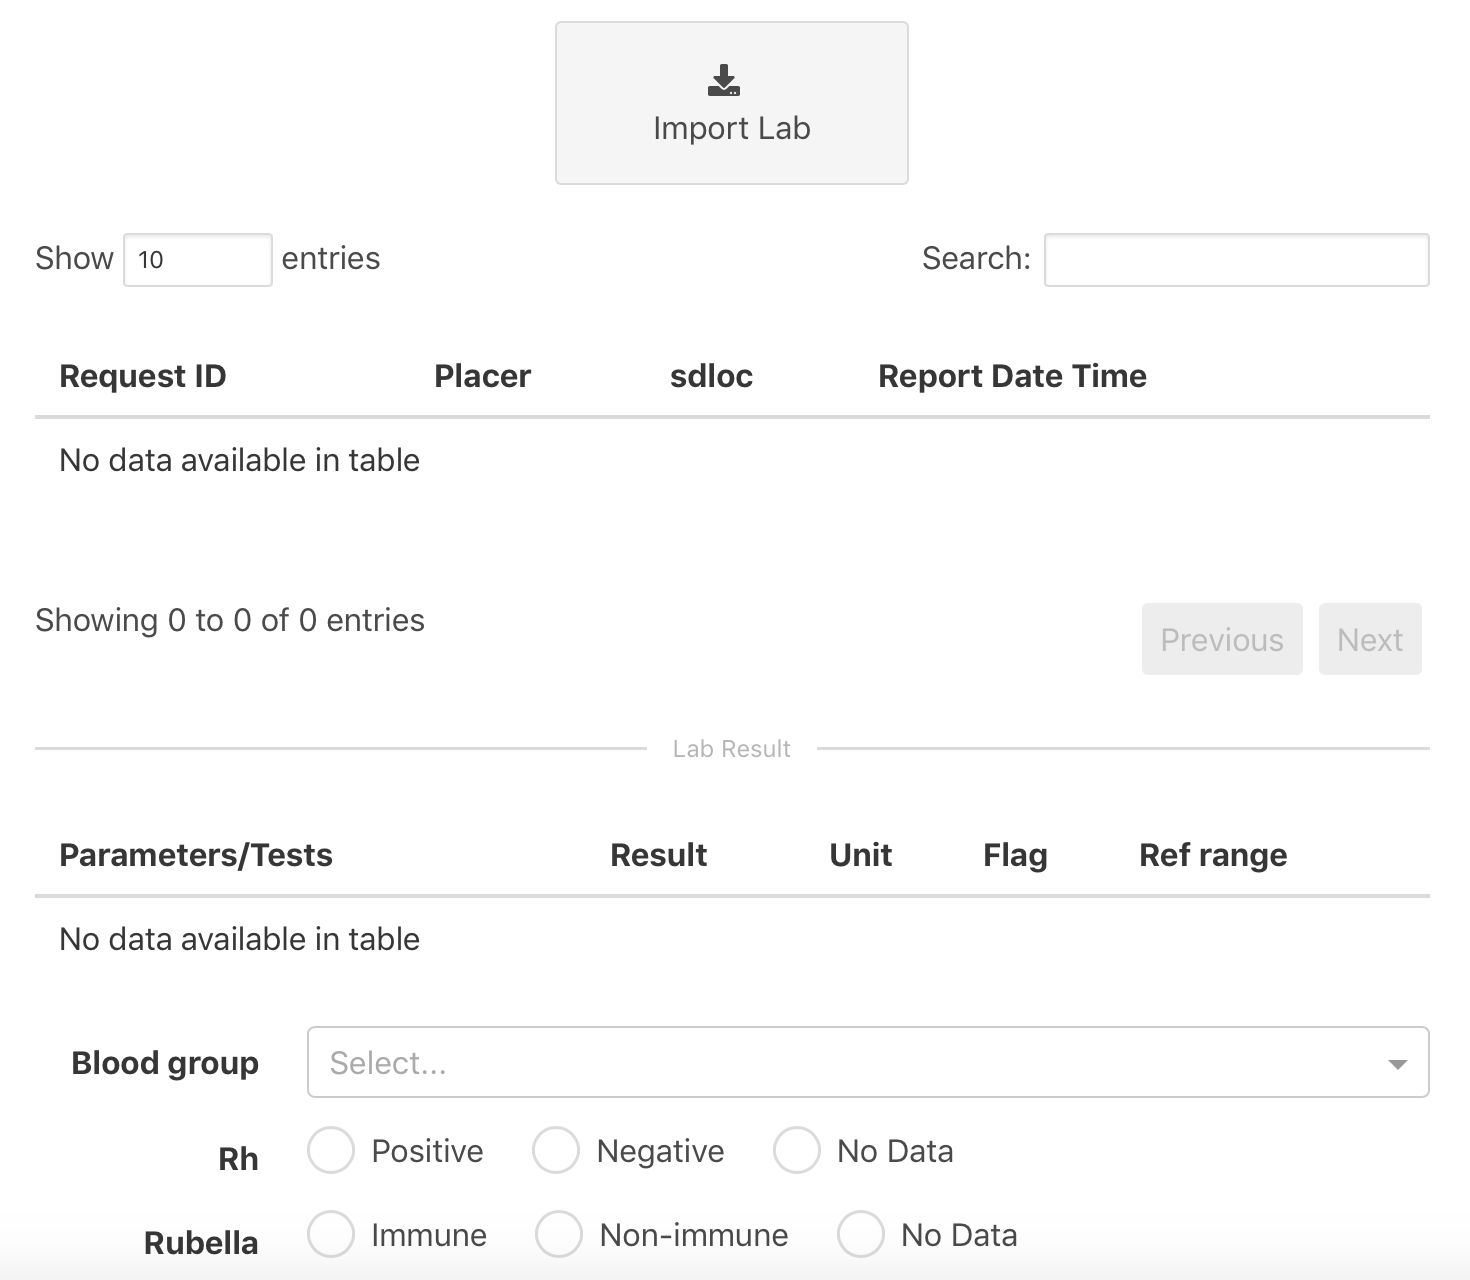 Import Lab
Show 10 entries Search:
Request ID Placer sdloc Report Date Time
No data available in table
Showing 0 to 0 of 0 entries Previous Next
Lab Result
Parameters/Tests Result Unit Flag Ref range
No data available in table
Blood group Select...
Rh Positive Negative No Data
Rubella Immune Non-immune No Data